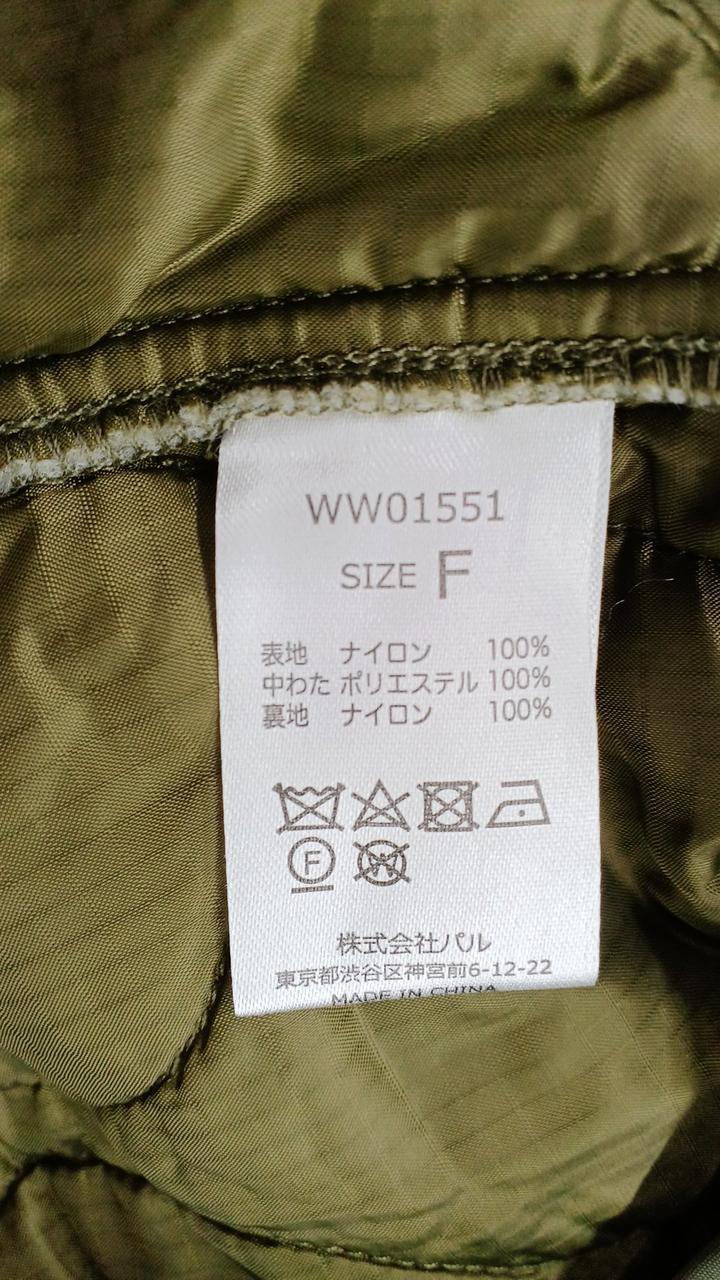 WW01551
SIZE F
表地 ナイロン 100%
中わた ポリエステル 100%
裏地 ナイロン 100%
F
W
株式会社パル
東京都渋谷区神宮前6-12-22
MADE IN CHINA